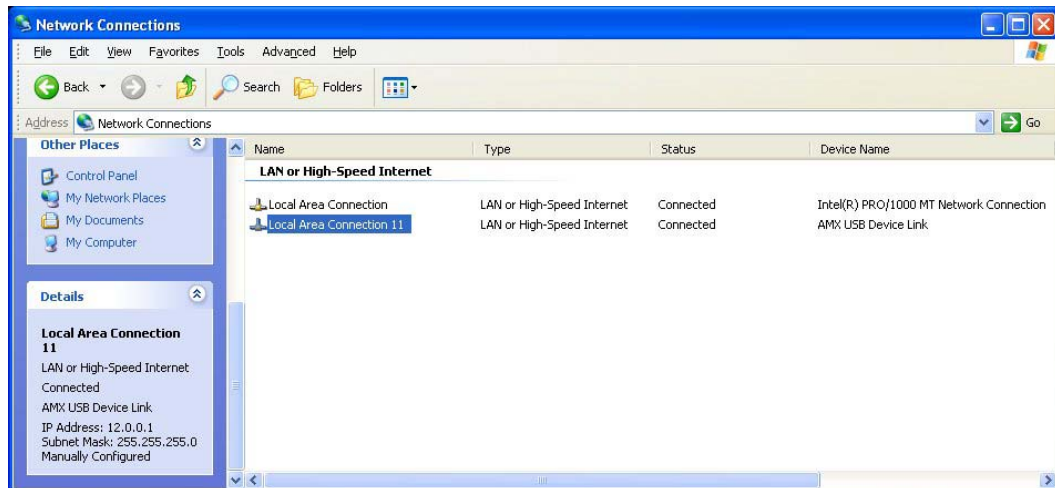 Network Connections
File Edit View Favorites Tools Advanced Help
Back Search Folders
Address Network Connections Go
Other Places
Control Panel
My Network Places
My Documents
My Computer
Details
Local Area Connection
11
LAN or High-Speed Internet
Connected
AMX USB Device Link
IP Address: 12.0.0.1
Subnet Mask: 255.255.255.0
Manually Configured
Name Type Status Device Name
LAN or High-Speed Internet
Local Area Connection LAN or High-Speed Internet Connected Intel(R) PRO/1000 MT Network Connection
Local Area Connection 11 LAN or High-Speed Internet Connected AMX USB Device Link